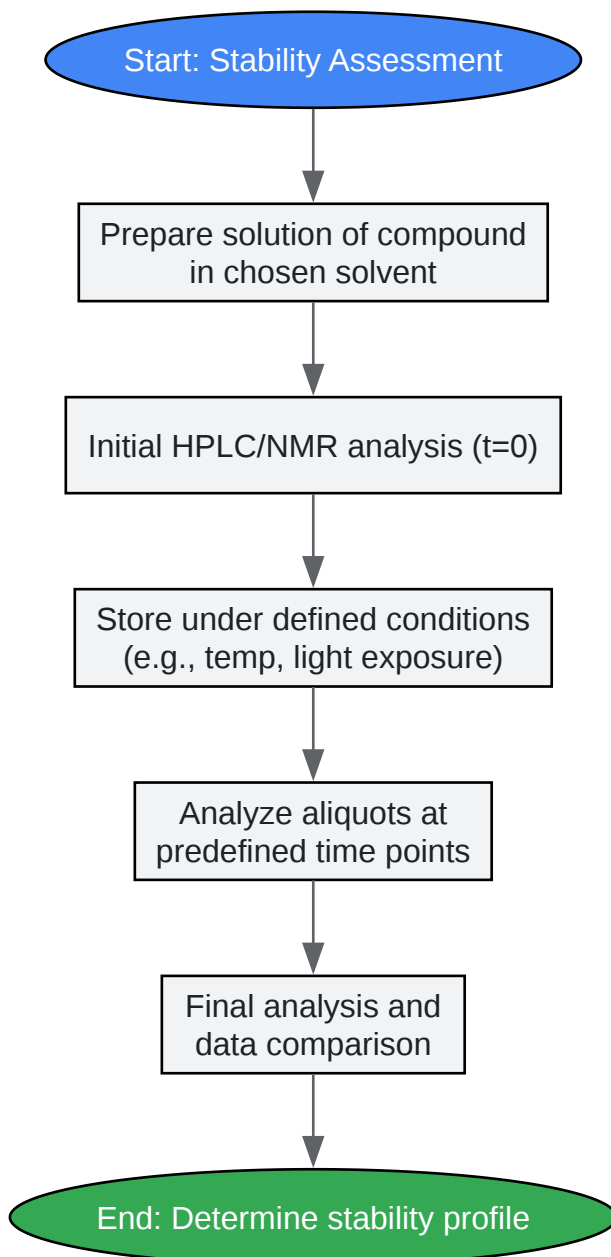 Start: Stability Assessment
Prepare solution of compound
in chosen solvent
Initial HPLC/NMR analysis (t=0)
Store under defined conditions
(e.g., temp, light exposure)
Analyze aliquots at
predefined time points
Final analysis and
data comparison
End: Determine stability profile